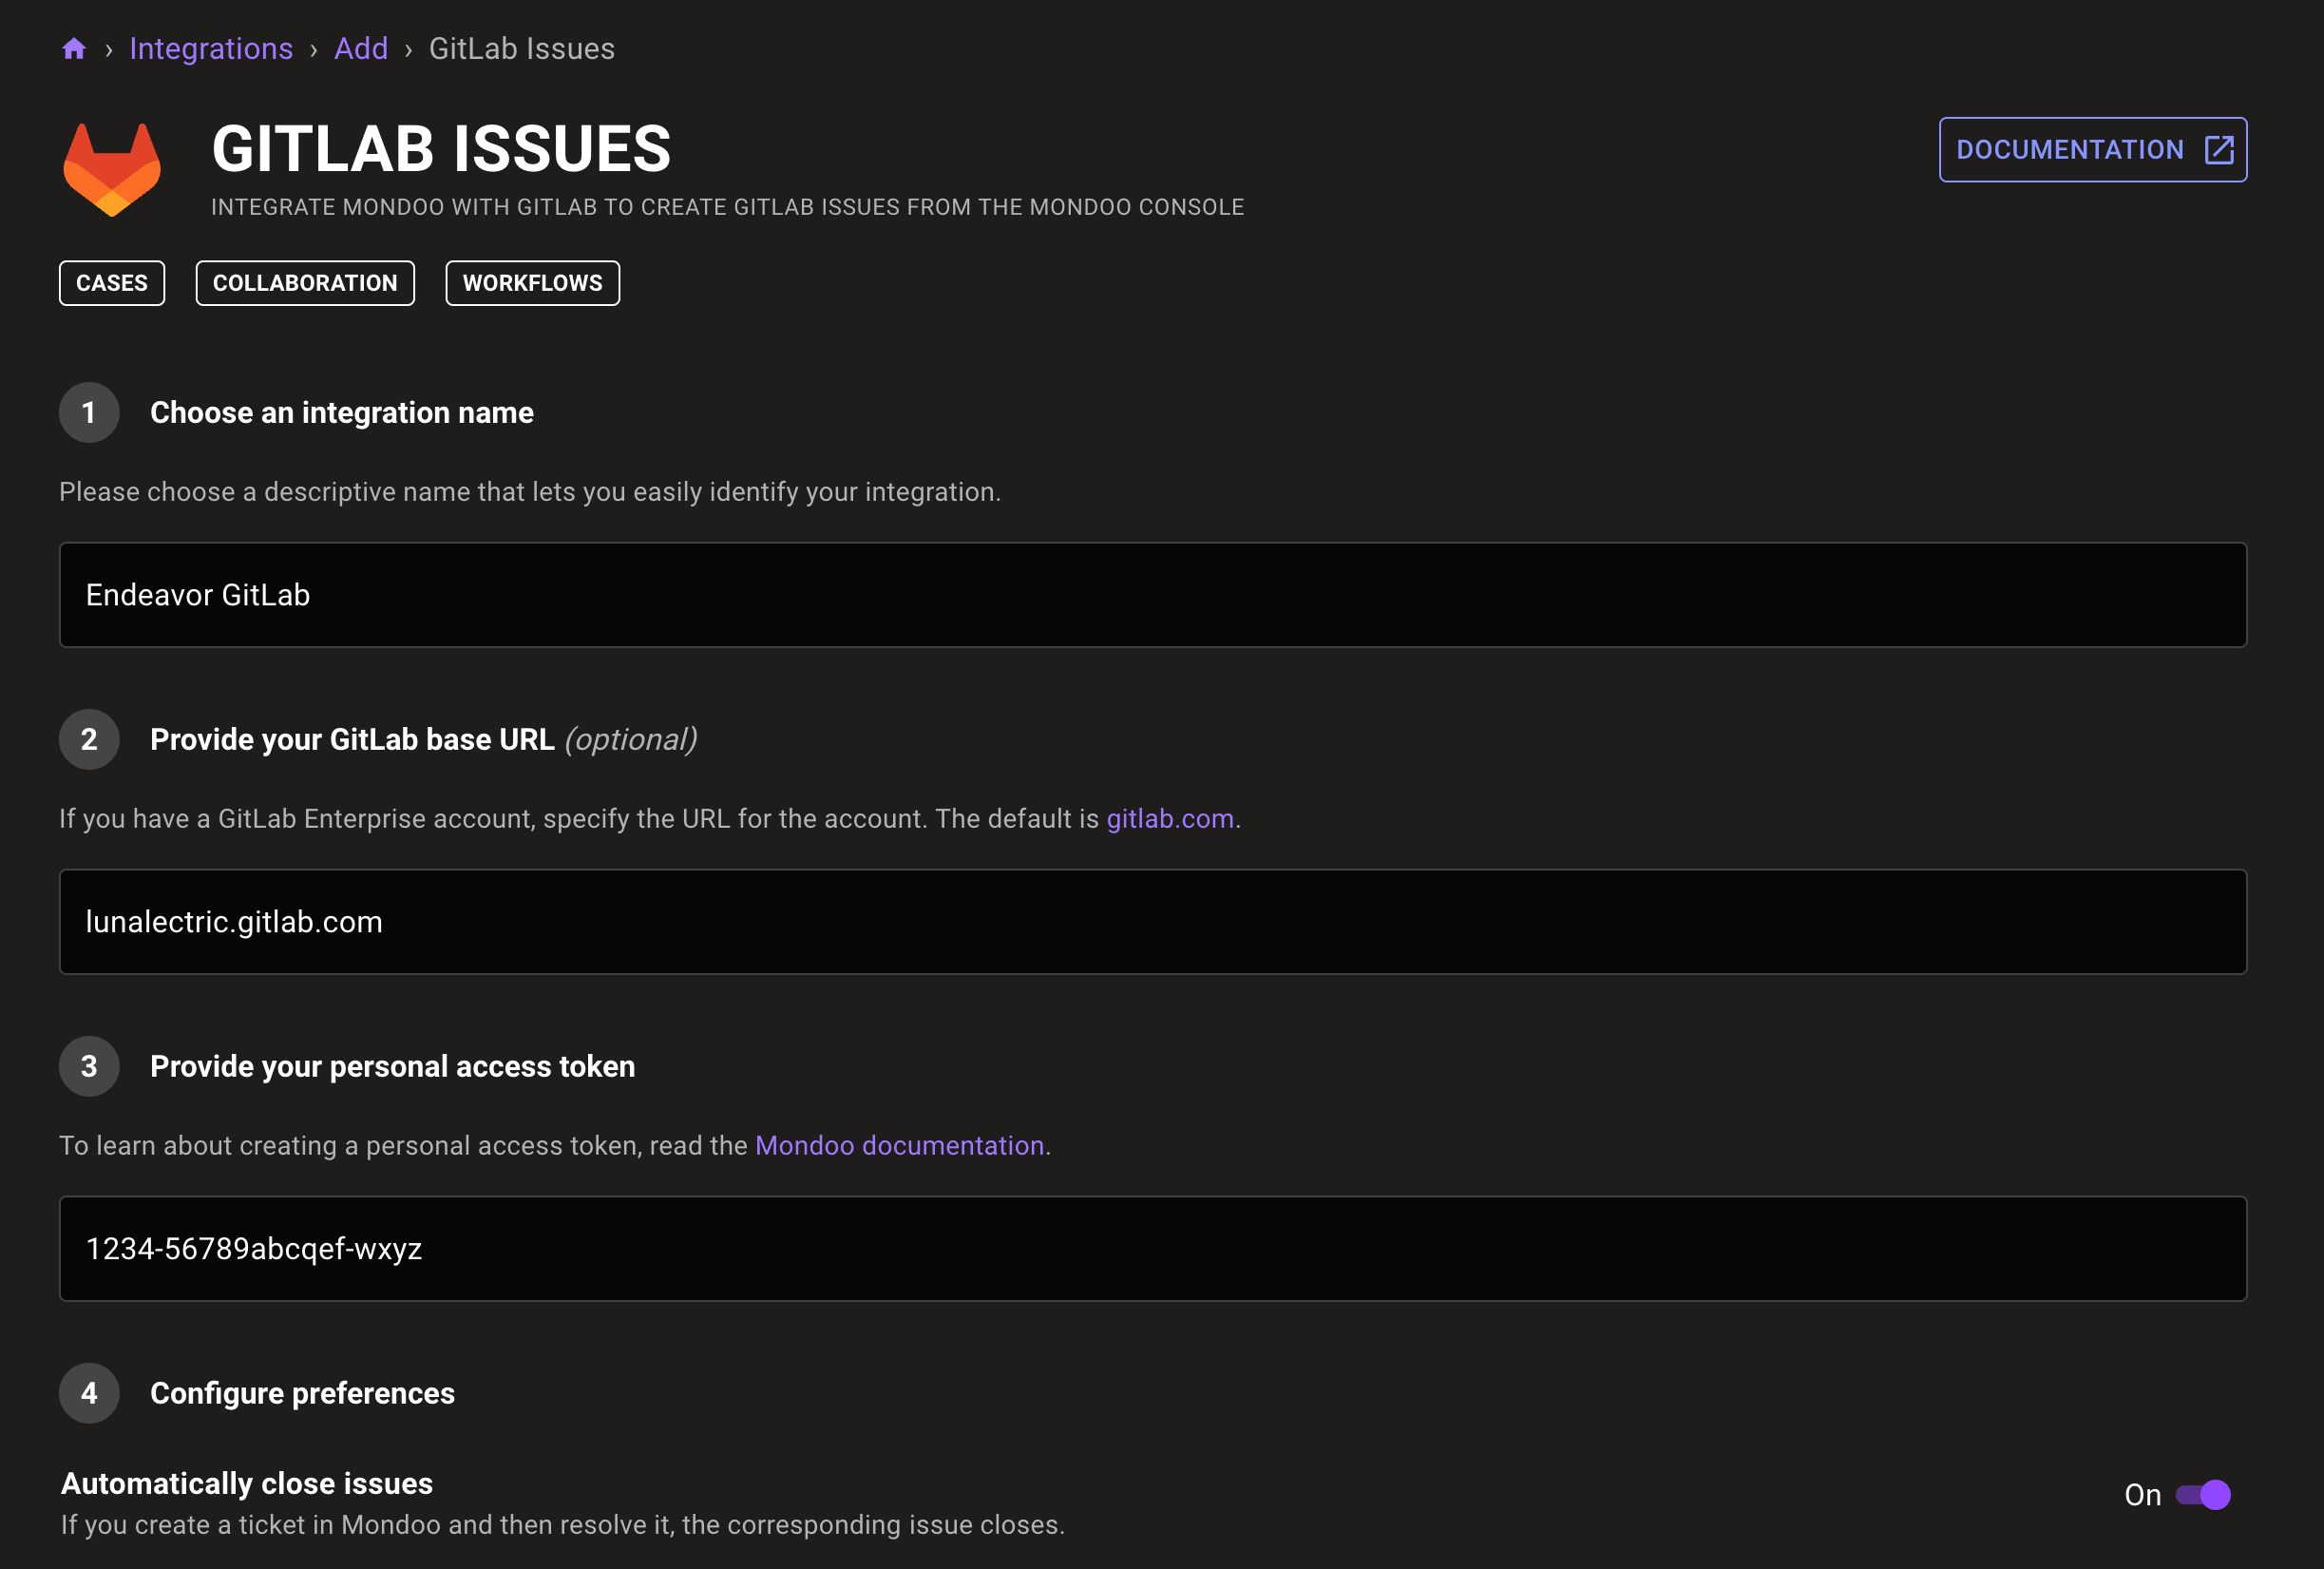 › Integrations › Add › GitLab Issues
GITLAB ISSUES
INTEGRATE MONDOO WITH GITLAB TO CREATE GITLAB ISSUES FROM THE MONDOO CONSOLE
DOCUMENTATION
CASES COLLABORATION WORKFLOWS
1 Choose an integration name
Please choose a descriptive name that lets you easily identify your integration.
Endeavor GitLab
2 Provide your GitLab base URL (optional)
If you have a GitLab Enterprise account, specify the URL for the account. The default is gitlab.com.
lunalectric.gitlab.com
3 Provide your personal access token
To learn about creating a personal access token, read the Mondoo documentation.
1234-56789abcqef-wxyz
4 Configure preferences
Automatically close issues
If you create a ticket in Mondoo and then resolve it, the corresponding issue closes.
On